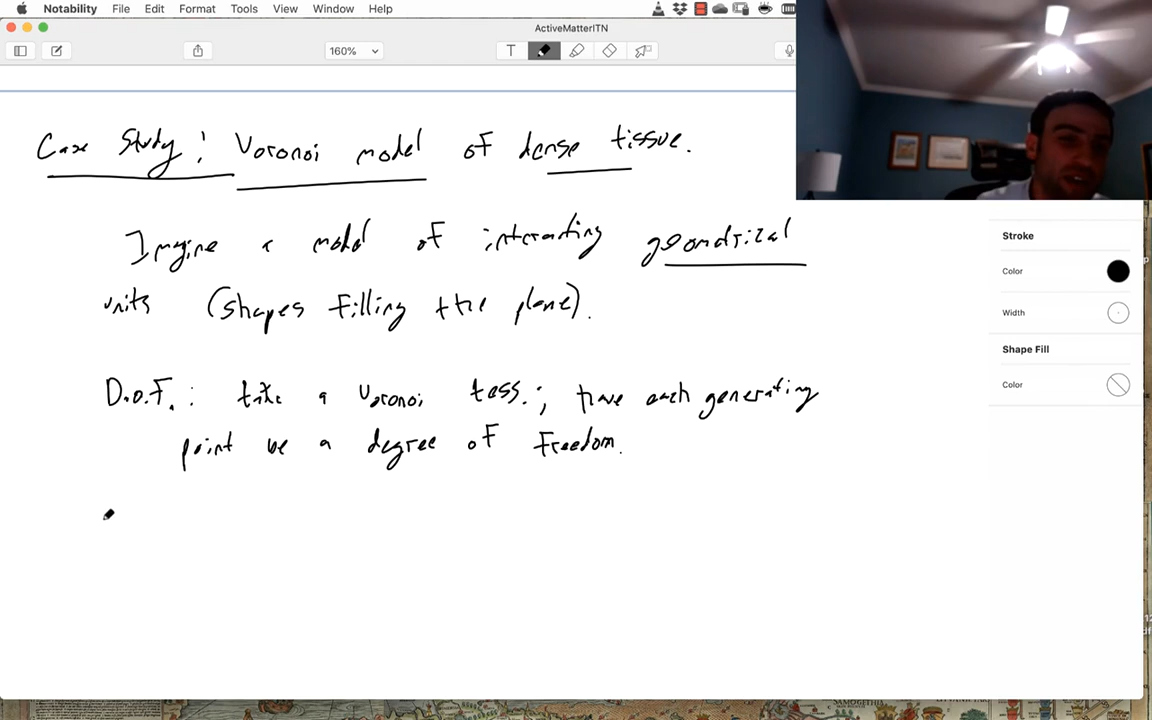 Notability File Edit Format Tools View Window Help
ActiveMatterITN
160%
T
Case Study: Voronoi model of dense tissue.
Imagine a model of interacting geometrical
units (shapes filling the plane).
D.o.F.: take a Voronoi tess.; have each generating
point be a degree of freedom.
Stroke
Color
Width
Shape Fill
Color